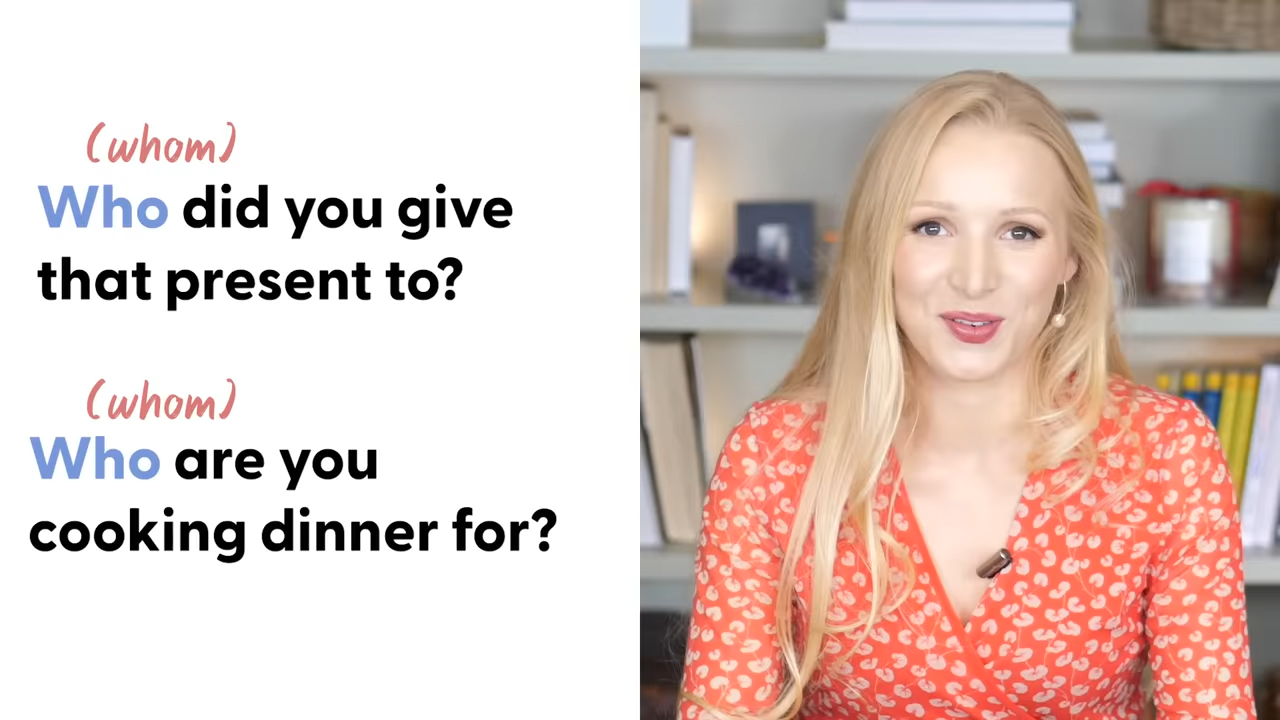 (whom)
Who did you give
that present to?
(whom)
Who are you
cooking dinner for?